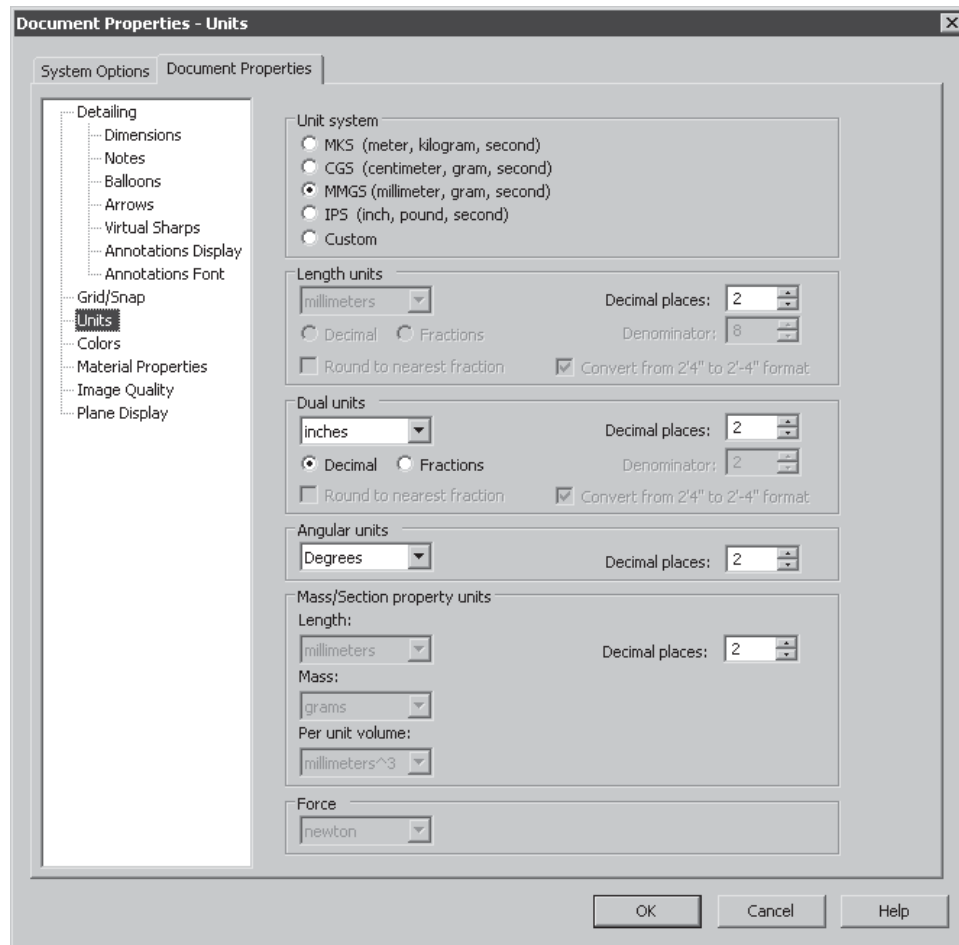 Document Properties - Units
System Options
Document Properties
Detailing
Dimensions
Notes
Balloons
Arrows
Virtual Sharps
Annotations Display
Annotations Font
Grid/Snap
Units
Colors
Material Properties
Image Quality
Plane Display
Unit system
MKS (meter, kilogram, second)
CGS (centimeter, gram, second)
MMGS (millimeter, gram, second)
IPS (inch, pound, second)
Custom
Length units
millimeters Decimal places: 2
Decimal Fractions Denominator: 8
Round to nearest fraction Convert from 2'4" to 2'-4" format
Dual units
inches Decimal places: 2
Decimal Fractions Denominator: 2
Round to nearest fraction Convert from 2'4" to 2'-4" format
Angular units
Degrees Decimal places: 2
Mass/Section property units
Length:
millimeters Decimal places: 2
Mass:
grams
Per unit volume:
millimeters^3
Force
newton
OK Cancel Help